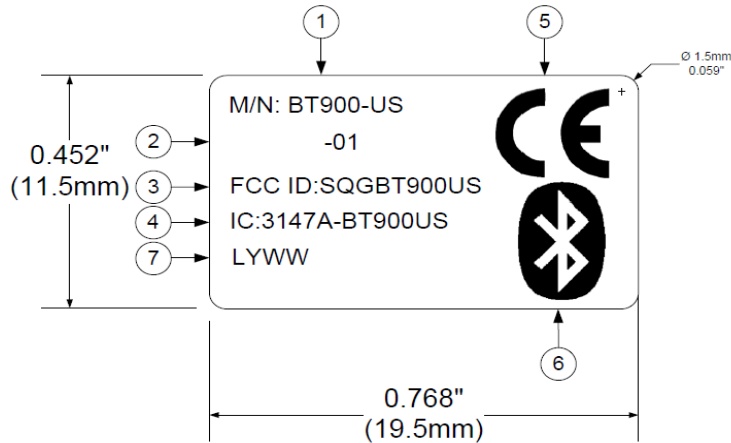 1
5
Ø 1.5mm
0.059"
M/N: BT900-US
2
-01
0.452"
(11.5mm)
3
FCC ID:SQGBT900US
4
IC:3147A-BT900US
7
LYWW
CE
+
6
0.768"
(19.5mm)